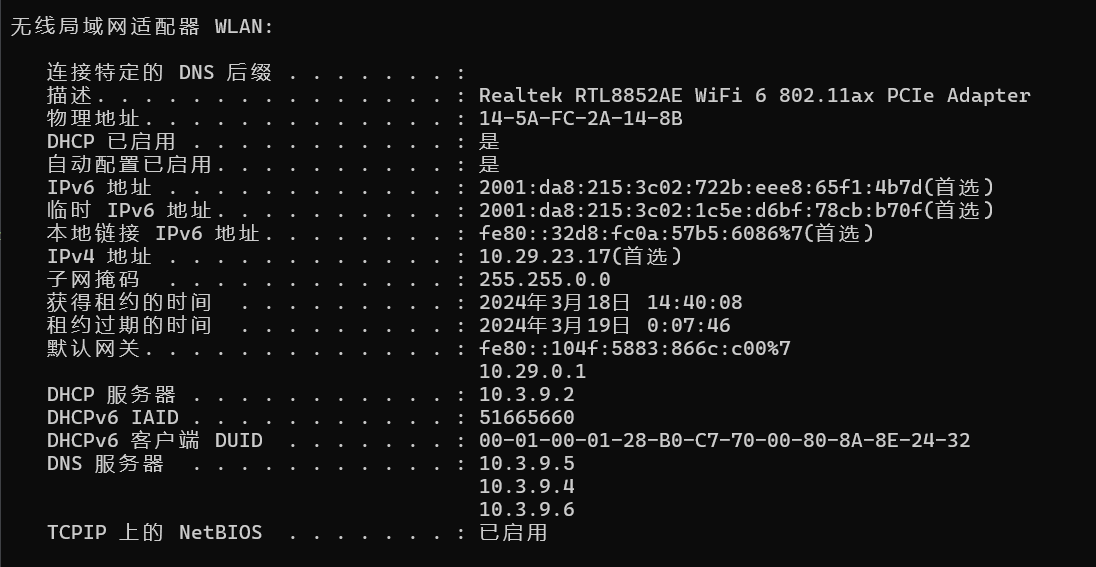 无线局域网适配器 WLAN:
连接特定的 DNS 后缀 . . . . . . . :
描述. . . . . . . . . . . . . . . : Realtek RTL8852AE WiFi 6 802.11ax PCIe Adapter
物理地址. . . . . . . . . . . . . : 14-5A-FC-2A-14-8B
DHCP 已启用 . . . . . . . . . . . : 是
自动配置已启用. . . . . . . . . . : 是
IPv6 地址 . . . . . . . . . . . . : 2001:da8:215:3c02:722b:eee8:65f1:4b7d(首选)
临时 IPv6 地址. . . . . . . . . . : 2001:da8:215:3c02:1c5e:d6bf:78cb:b70f(首选)
本地链接 IPv6 地址. . . . . . . . : fe80::32d8:fc0a:57b5:6086%7(首选)
IPv4 地址 . . . . . . . . . . . . : 10.29.23.17(首选)
子网掩码 . . . . . . . . . . . . : 255.255.0.0
获得租约的时间 . . . . . . . . . : 2024年3月18日 14:40:08
租约过期的时间 . . . . . . . . . : 2024年3月19日 0:07:46
默认网关. . . . . . . . . . . . . : fe80::104f:5883:866c:c00%7
10.29.0.1
DHCP 服务器 . . . . . . . . . . . : 10.3.9.2
DHCPv6 IAID . . . . . . . . . . . : 51665660
DHCPv6 客户端 DUID . . . . . . . : 00-01-00-01-28-B0-C7-70-00-80-8A-8E-24-32
DNS 服务器 . . . . . . . . . . . : 10.3.9.5
10.3.9.4
10.3.9.6
TCPIP 上的 NetBIOS . . . . . . . : 已启用